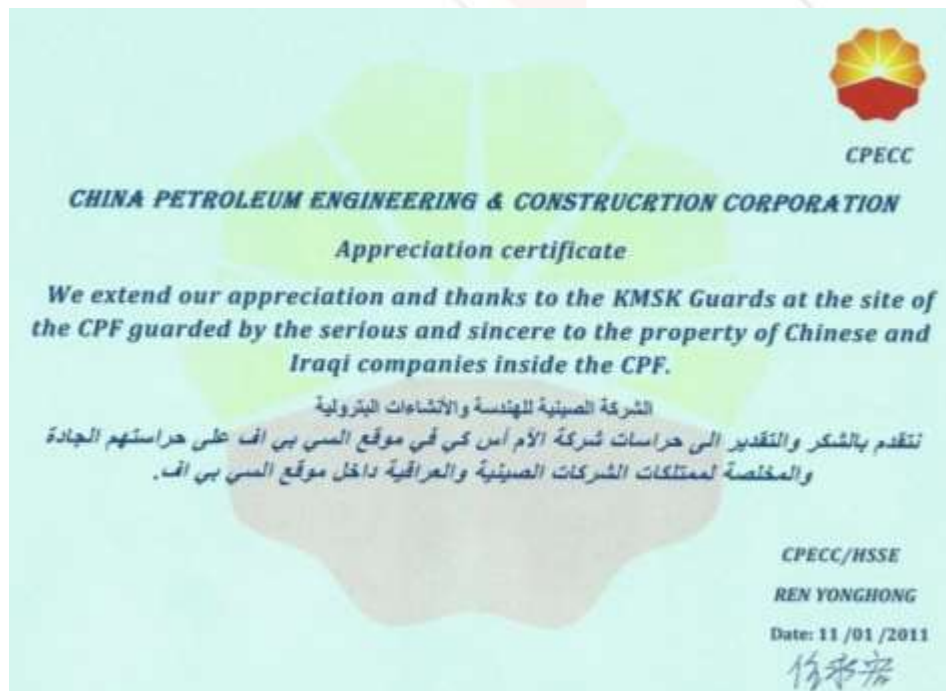 CPECC
CHINA PETROLEUM ENGINEERING & CONSTRUCRTION CORPORATION
Appreciation certificate
We extend our appreciation and thanks to the KMSK Guards at the site of
the CPF guarded by the serious and sincere to the property of Chinese and
Iraqi companies inside the CPF.
الشركة الصينية للهندسة والأنشاءات البترولية
نتقدم بالشكر والتقدير الى حراسات شركة الأم أس كي في موقع السي بي اف على حراستهم الجادة
والمخلصة لممتلكات الشركات الصينية والعراقية داخل موقع السي بي اف.
CPECC/HSSE
REN YONGHONG
Date: 11 /01 /2011